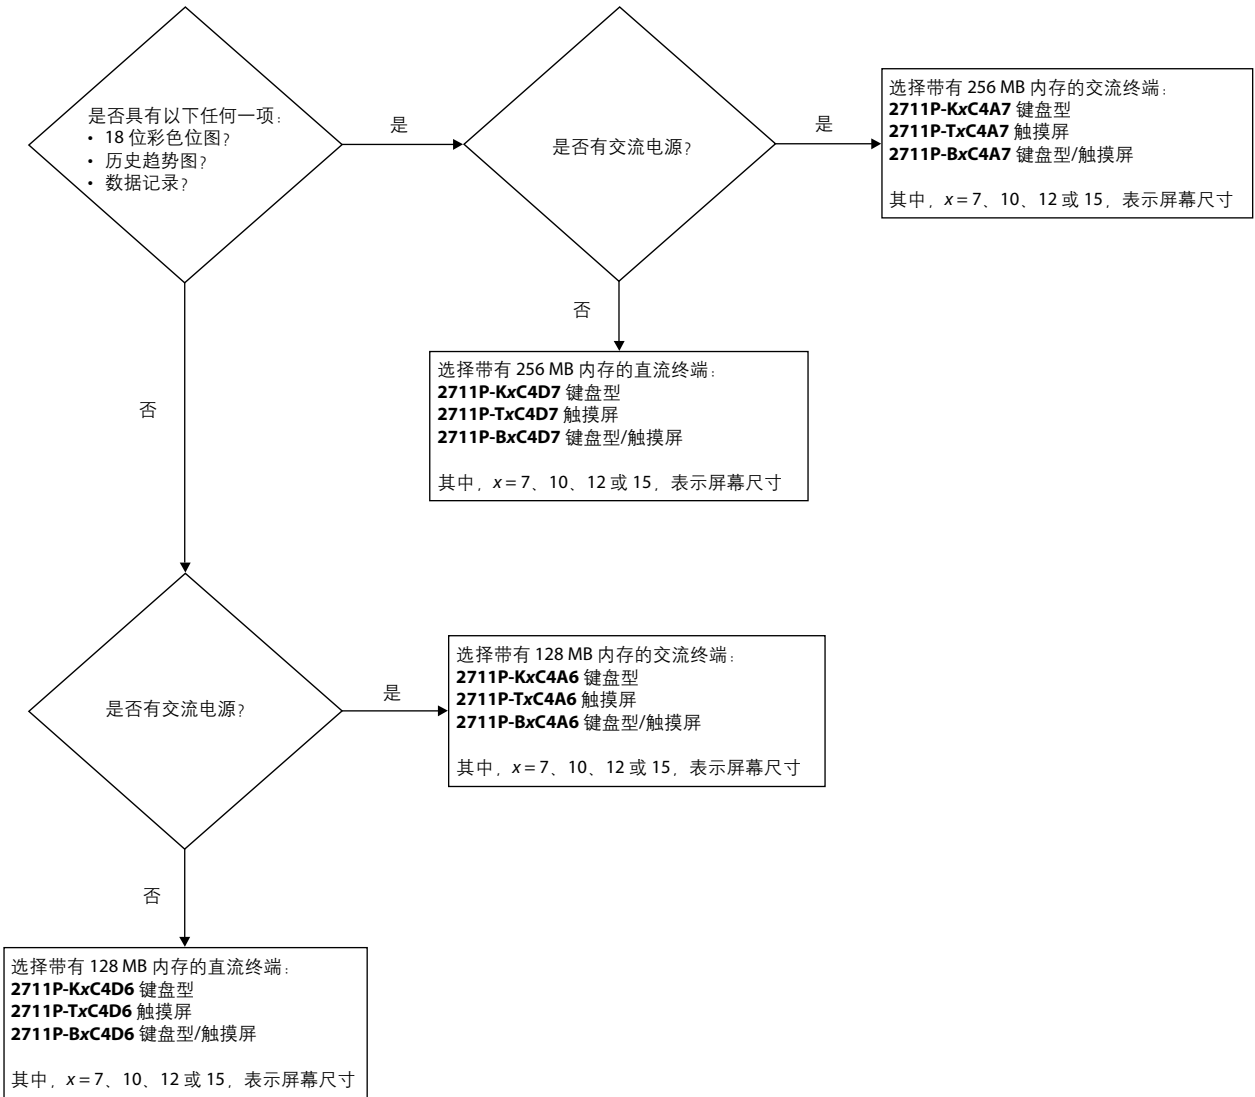 是否具有以下任何一项：
• 18 位彩色位图？
• 历史趋势图？
• 数据记录？
是
是否有交流电源？
是
选择带有 256 MB 内存的交流终端：
2711P-KxC4A7 键盘型
2711P-TxC4A7 触摸屏
2711P-BxC4A7 键盘型/触摸屏
其中，x = 7、10、12 或 15，表示屏幕尺寸
否
选择带有 256 MB 内存的直流终端：
2711P-KxC4D7 键盘型
2711P-TxC4D7 触摸屏
2711P-BxC4D7 键盘型/触摸屏
其中，x = 7、10、12 或 15，表示屏幕尺寸
否
是否有交流电源？
是
选择带有 128 MB 内存的交流终端：
2711P-KxC4A6 键盘型
2711P-TxC4A6 触摸屏
2711P-BxC4A6 键盘型/触摸屏
其中，x = 7、10、12 或 15，表示屏幕尺寸
否
选择带有 128 MB 内存的直流终端：
2711P-KxC4D6 键盘型
2711P-TxC4D6 触摸屏
2711P-BxC4D6 键盘型/触摸屏
其中，x = 7、10、12 或 15，表示屏幕尺寸